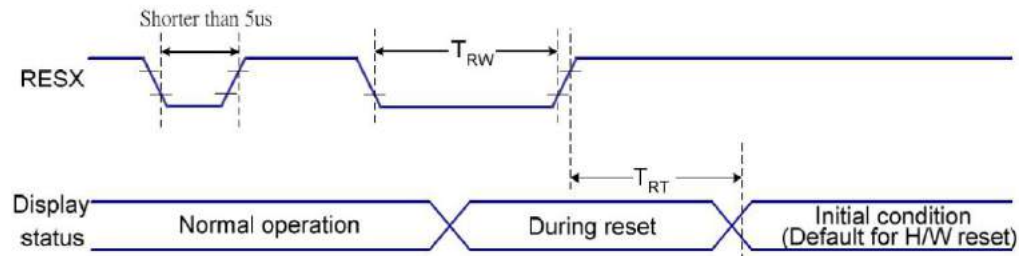 Shorter than 5us
RESX
TRW
TRT
Display
status
Normal operation
During reset
Initial condition
(Default for H/W reset)